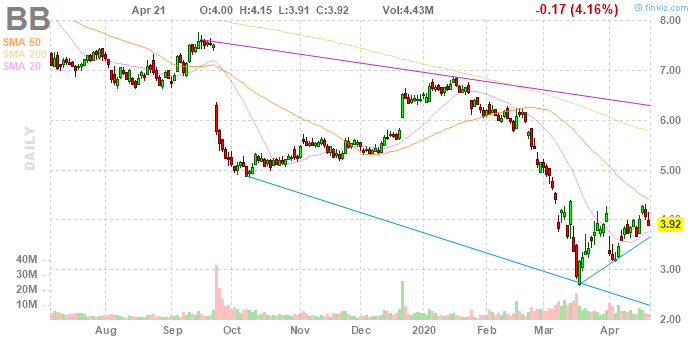 BB Apr 21 O:4.00 H:4.15 L:3.91 C:3.92 Vol:4.43M -0.17 (4.16%) finviz.com
SMA 50
SMA 200
SMA 20
DAILY
8.00
7.00
6.00
5.00
4.00
3.92
3.00
2.00
40M
30M
20M
10M
Aug Sep Oct Nov Dec 2020 Feb Mar Apr